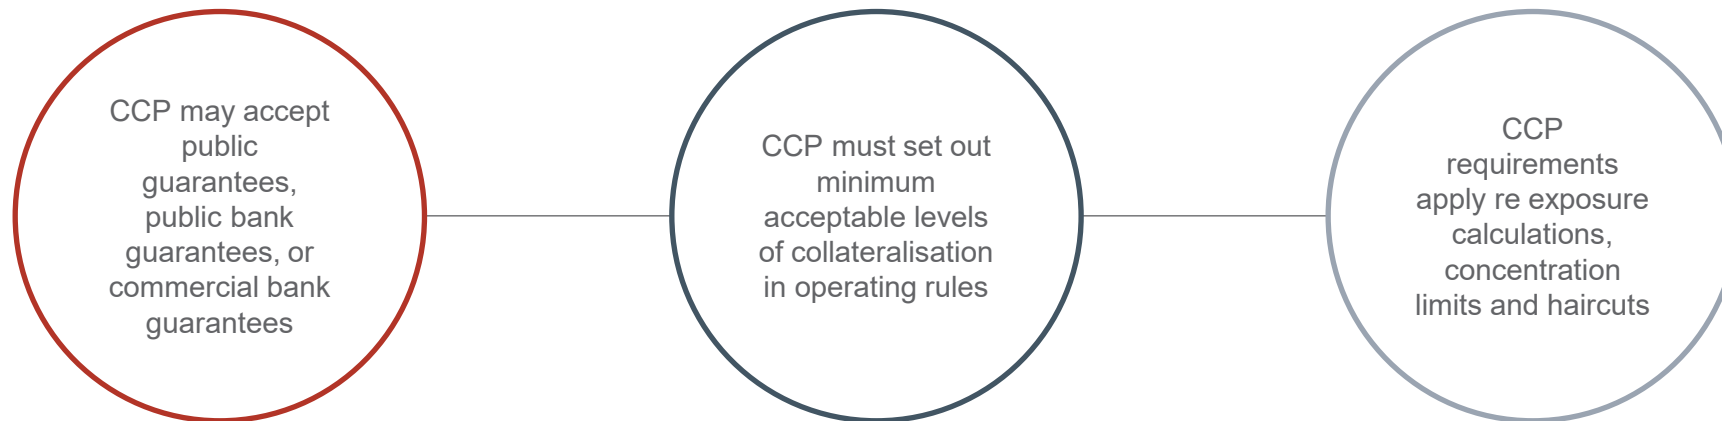 CCP may accept
public
guarantees,
public bank
guarantees, or
commercial bank
guarantees
CCP must set out
minimum
acceptable levels
of collateralisation
in operating rules
CCP
requirements
apply re exposure
calculations,
concentration
limits and haircuts